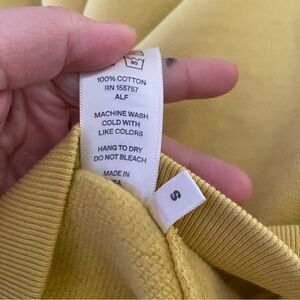 30
100% COTTON
RN 155757
ALF
MACHINE WASH
COLD WITH
LIKE COLORS
HANG TO DRY
DO NOT BLEACH
MADE IN
S